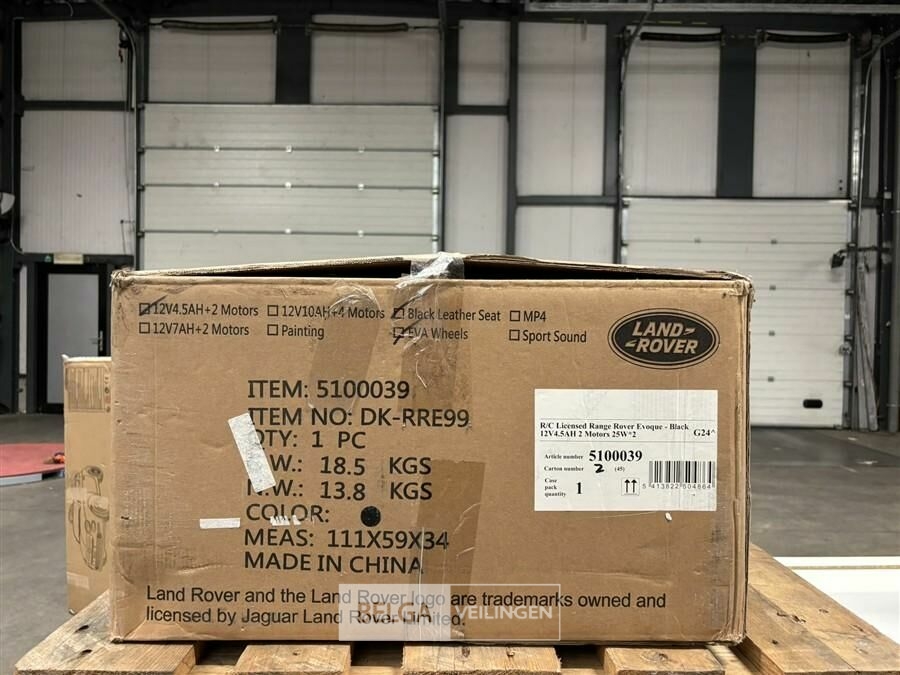 12V4.5AH+2 Motors 12V10AH+4 Motors Black Leather Seat MP4
12V7AH+2 Motors Painting EVA Wheels Sport Sound
LAND-
-ROVER
ITEM: 5100039
ITEM NO: DK-RRE99
QTY: 1 PC
W.: 18.5 KGS
N.W.: 13.8 KGS
COLOR:
MEAS: 111X59X34
MADE IN CHINA
R/C Licensed Range Rover Evoque - Black
12V4.5AH 2 Motors 25W*2 G24^
Article number 5100039
Carton number 2 (45)
Case
pack
quantity 1
5 413822 504864
Land Rover and the Land Rover logo are trademarks owned and
licensed by Jaguar Land Rover Limited.
BELGA VEILINGEN